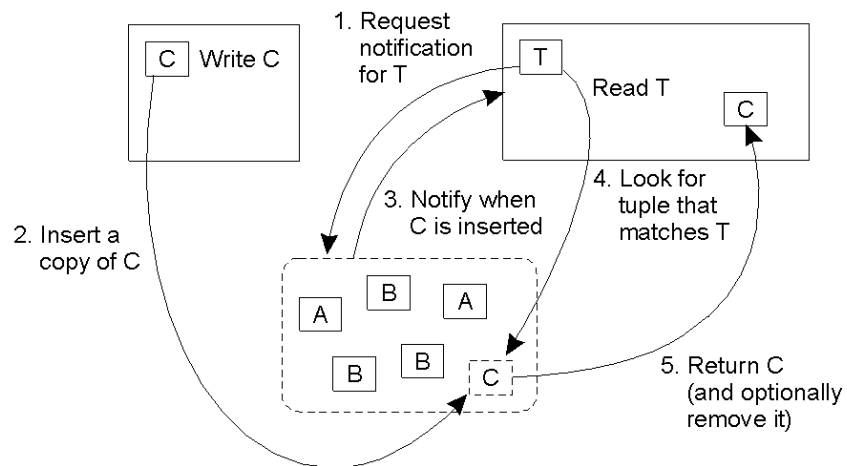 1. Request
notification
for T
C
Write C
T
Read T
C
3. Notify when
C is inserted
4. Look for
tuple that
matches T
2. Insert a
copy of C
A
B
A
B
B
C
5. Return C
(and optionally
remove it)